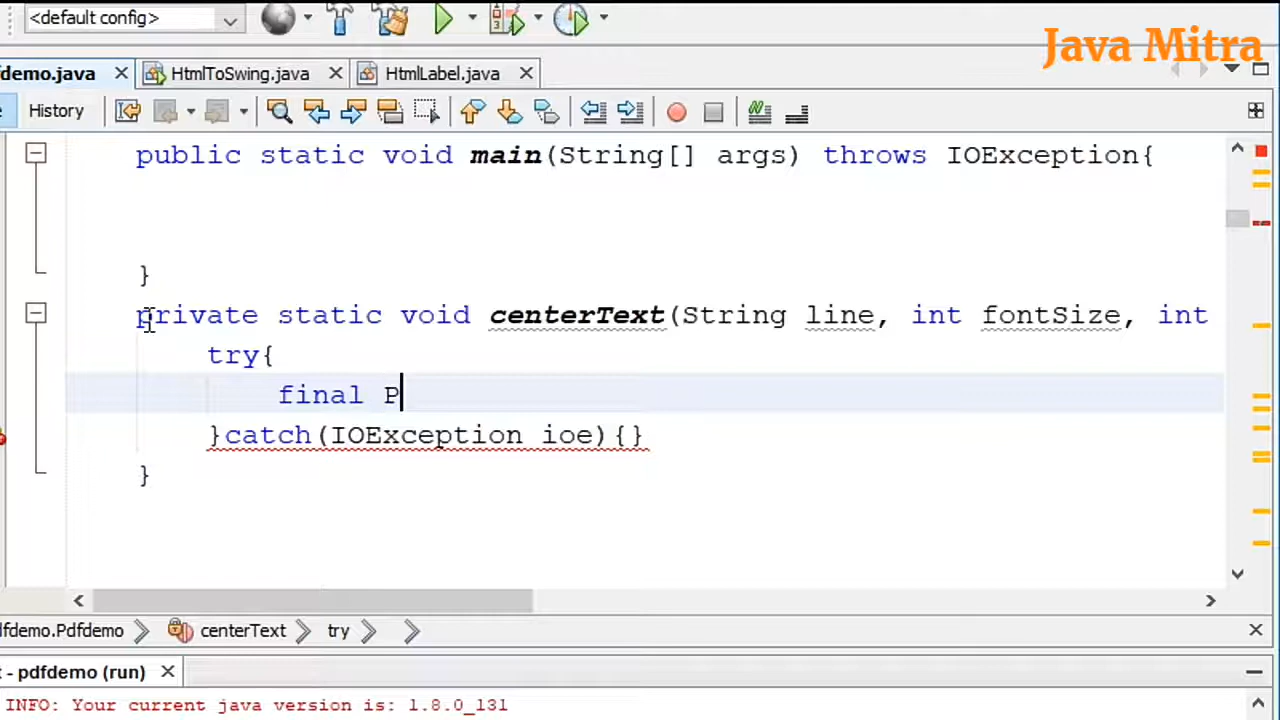 <default config>
Java Mitra
fdemo.java HtmlToSwing.java HtmlLabel.java
History
public static void main(String[] args) throws IOException{
}
private static void centerText(String line, int fontSize, int
try{
final P
}catch(IOException ioe){}
}
dfdemo.Pdfdemo centerText try
t - pdfdemo (run)
INFO: Your current java version is: 1.8.0_131